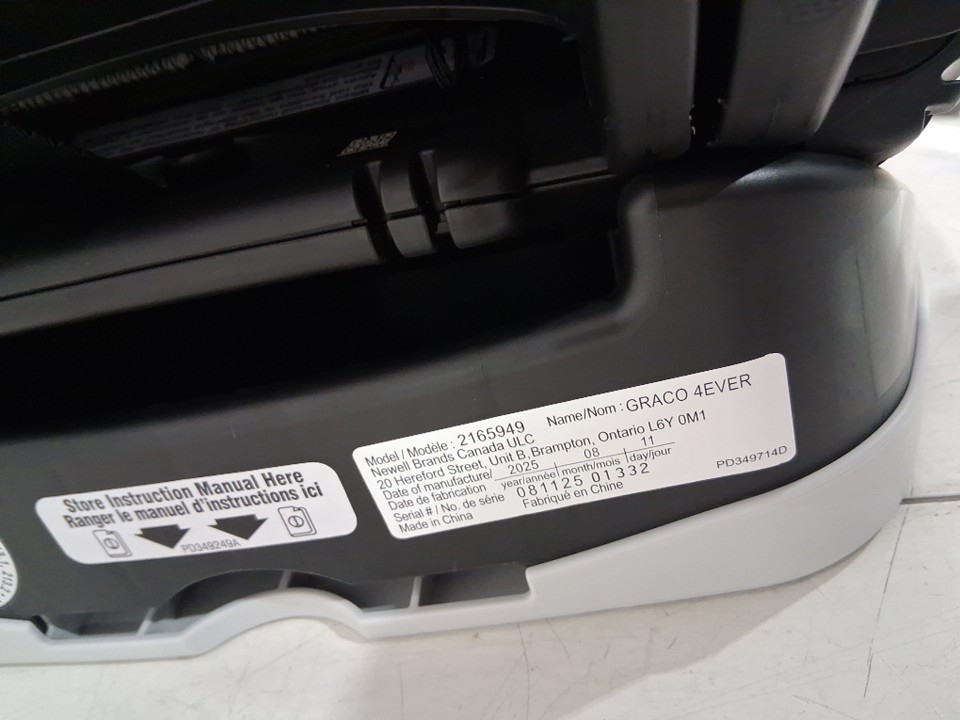 Store Instruction Manual Here
Ranger le manuel d'instructions ici
PD349249A
Model / Modèle : 2165949 Name/Nom : GRACO 4EVER
Newell Brands Canada ULC
20 Hereford Street, Unit B, Brampton, Ontario L6Y 0M1
Date of manufacture/ 2025 08 11
Date de fabrication year/année month/mois day/jour
Serial # / No. de série 081125 01332
Made in China Fabriqué en Chine
PD349714D